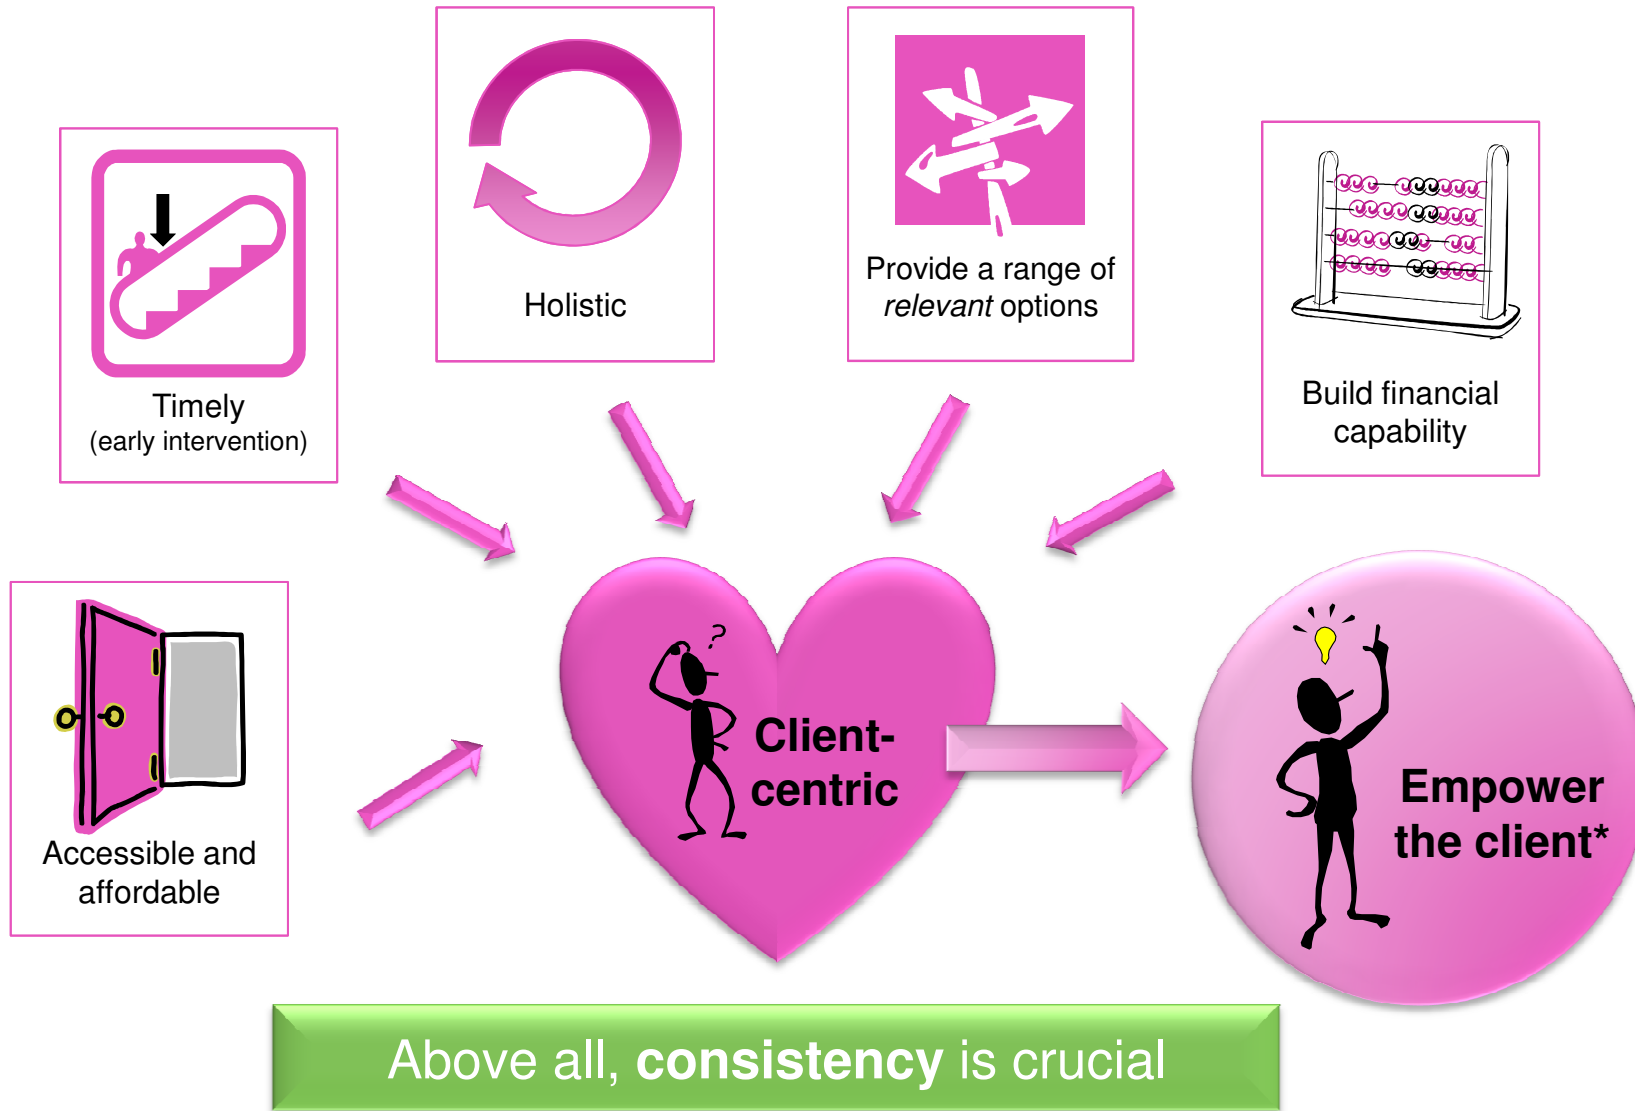 Holistic
Provide a range of
relevant options
Timely
(early intervention)
Build financial
capability
Accessible and
affordable
?
Client-
centric
Empower
the client*
Above all, consistency is crucial